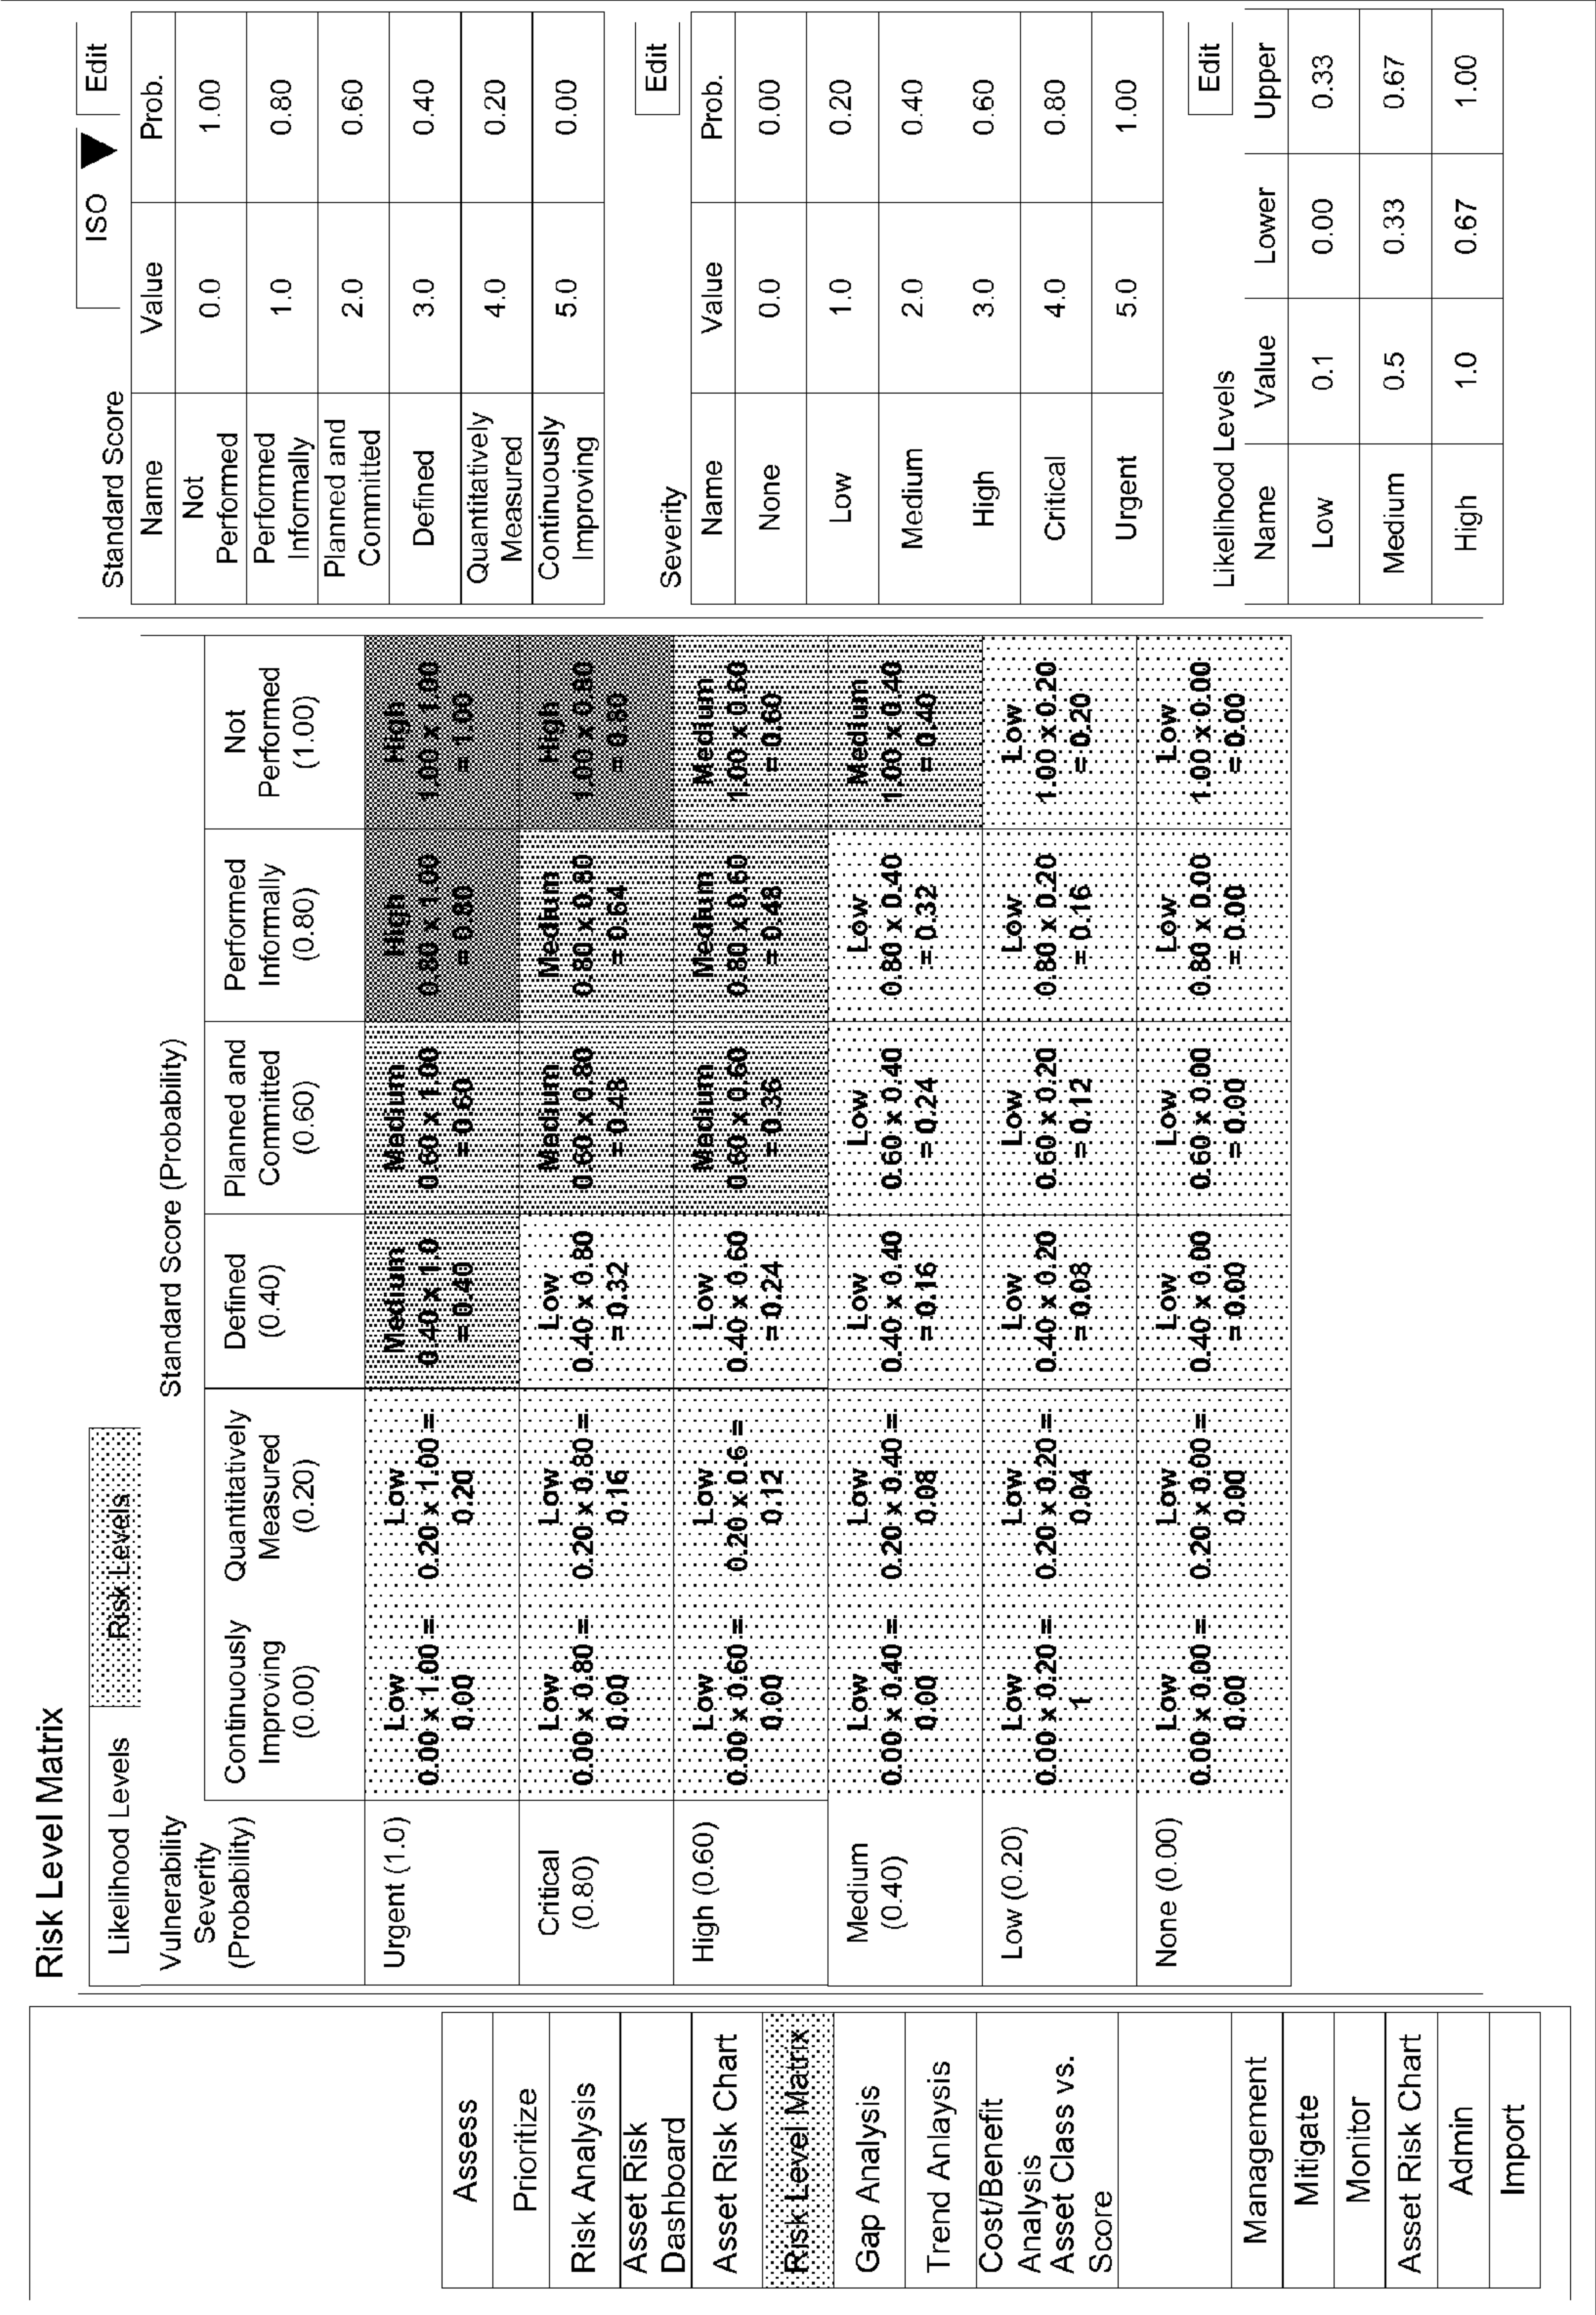 Risk Level Matrix
Assess
Prioritize
Risk Analysis
Asset Risk
Dashboard
Asset Risk Chart
Risk Level Matrix
Gap Analysis
Trend Anlaysis
Cost/Benefit
Analysis
Asset Class vs.
Score
Management
Mitigate
Monitor
Asset Risk Chart
Admin
Import
Likelihood Levels Risk Levels
Standard Score (Probability)
Vulnerability
Severity
(Probability)
Continuously
Improving
(0.00)
Quantitatively
Measured
(0.20)
Defined
(0.40)
Planned and
Committed
(0.60)
Performed
Informally
(0.80)
Not
Performed
(1.00)
Urgent (1.0)
Low
0.00 x 1.00 =
0.00
Low
0.20 x 1.00 =
0.20
Medium
0.40 x 1.0
= 0.40
Medium
0.60 x 1.00
= 0.60
High
0.80 x 1.00
= 0.80
High
1.00 x 1.00
= 1.00
Critical
(0.80)
Low
0.00 x 0.80 =
0.00
Low
0.20 x 0.80 =
0.16
Low
0.40 x 0.80
= 0.32
Medium
0.60 x 0.80
= 0.48
Medium
0.80 x 0.80
= 0.64
High
1.00 x 0.80
= 0.80
High (0.60)
Low
0.00 x 0.60 =
0.00
Low
0.20 x 0.6 =
0.12
Low
0.40 x 0.60
= 0.24
Medium
0.60 x 0.60
= 0.36
Medium
0.80 x 0.60
= 0.48
Medium
1.00 x 0.60
= 0.60
Medium
(0.40)
Low
0.00 x 0.40 =
0.00
Low
0.20 x 0.40 =
0.08
Low
0.40 x 0.40
= 0.16
Low
0.60 x 0.40
= 0.24
Low
0.80 x 0.40
= 0.32
Medium
1.00 x 0.40
= 0.40
Low (0.20)
Low
0.00 x 0.20 =
1
Low
0.20 x 0.20 =
0.04
Low
0.40 x 0.20
= 0.08
Low
0.60 x 0.20
= 0.12
Low
0.80 x 0.20
= 0.16
Low
1.00 x 0.20
= 0.20
None (0.00)
Low
0.00 x 0.00 =
0.00
Low
0.20 x 0.00 =
0.00
Low
0.40 x 0.00
= 0.00
Low
0.60 x 0.00
= 0.00
Low
0.80 x 0.00
= 0.00
Low
1.00 x 0.00
= 0.00
Standard Score ISO ▼ Edit
Name Value Prob.
Not
Performed 0.0 1.00
Performed
Informally 1.0 0.80
Planned and
Committed 2.0 0.60
Defined 3.0 0.40
Quantitatively
Measured 4.0 0.20
Continuously
Improving 5.0 0.00
Severity Edit
Name Value Prob.
None 0.0 0.00
Low 1.0 0.20
Medium 2.0 0.40
High 3.0 0.60
Critical 4.0 0.80
Urgent 5.0 1.00
Likelihood Levels Edit
Name Value Lower Upper
Low 0.1 0.00 0.33
Medium 0.5 0.33 0.67
High 1.0 0.67 1.00